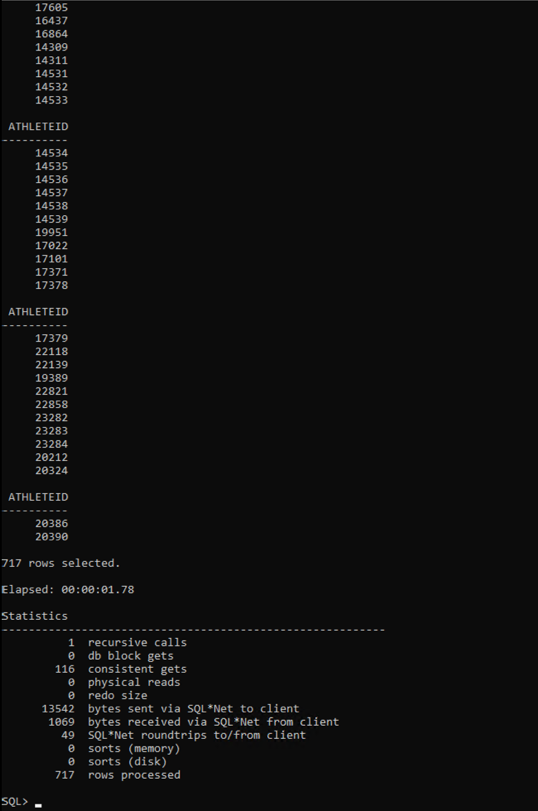 17605
16437
16864
14309
14311
14531
14532
14533
ATHLETEID
----------
14534
14535
14536
14537
14538
14539
19951
17022
17101
17371
17378
ATHLETEID
----------
17379
22118
22139
19389
22821
22858
23282
23283
23284
20212
20324
ATHLETEID
----------
20386
20390
717 rows selected.
Elapsed: 00:00:01.78
Statistics
----------------------------------------------------------
1 recursive calls
0 db block gets
116 consistent gets
0 physical reads
0 redo size
13542 bytes sent via SQL*Net to client
1069 bytes received via SQL*Net from client
49 SQL*Net roundtrips to/from client
0 sorts (memory)
0 sorts (disk)
717 rows processed
SQL> _